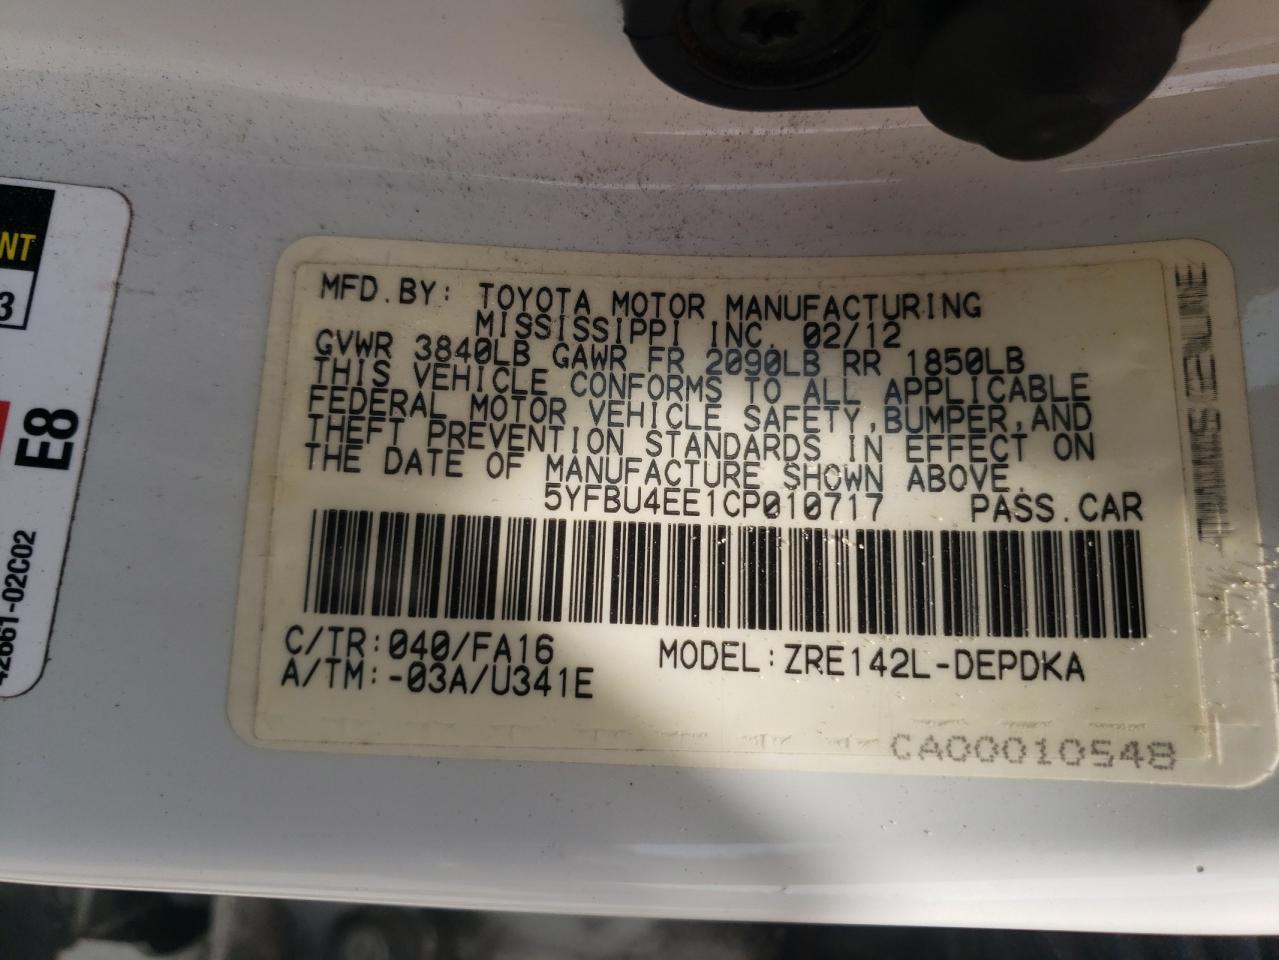 NT
3
E8
42661-02C02
MFD.BY: TOYOTA MOTOR MANUFACTURING
MISSISSIPPI INC. 02/12
GVWR 3840LB GAWR FR 2090LB RR 1850LB
THIS VEHICLE CONFORMS TO ALL APPLICABLE
FEDERAL MOTOR VEHICLE SAFETY,BUMPER,AND
THEFT PREVENTION STANDARDS IN EFFECT ON
THE DATE OF MANUFACTURE SHOWN ABOVE.
5YFBU4EE1CP010717 PASS.CAR
C/TR:040/FA16 MODEL:ZRE142L-DEPDKA
A/TM:-03A/U341E
CA00010548